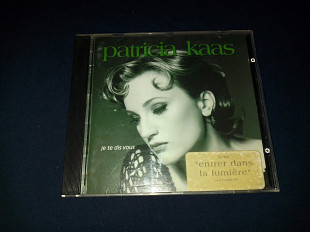 patricia kaas
je te dis vous
"entrer dans
la lumière"